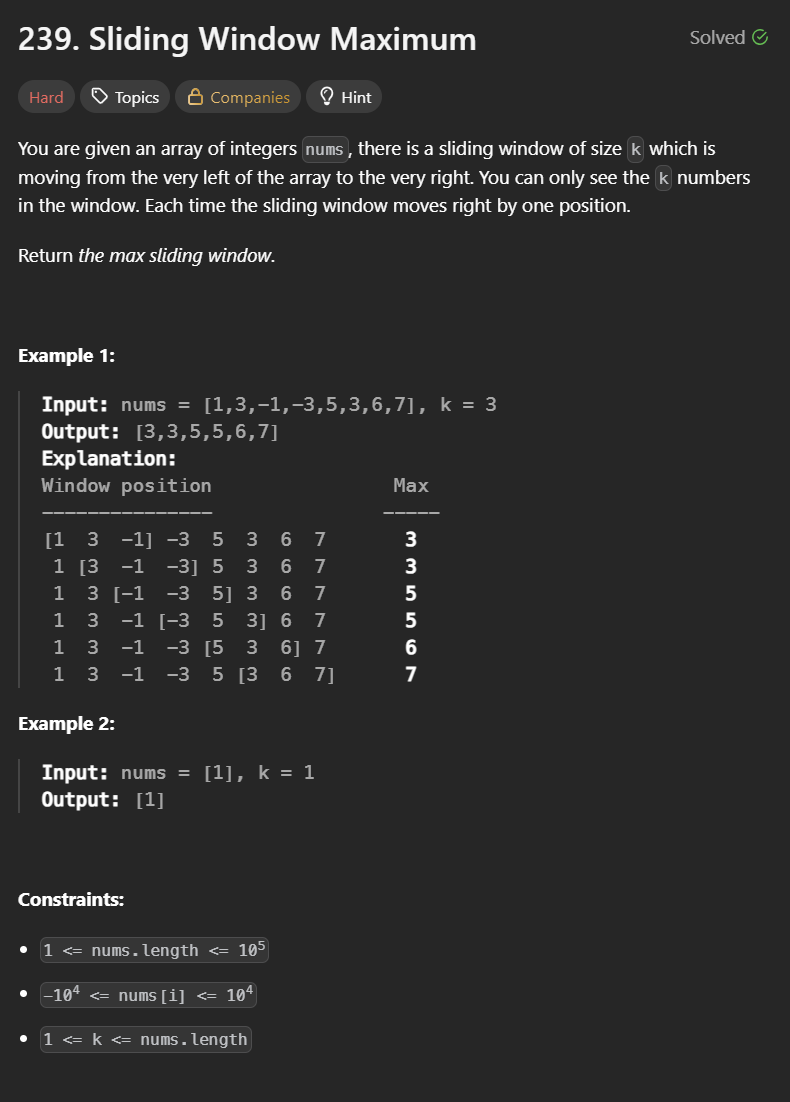 239. Sliding Window Maximum
Solved
Hard Topics Companies Hint
You are given an array of integers nums, there is a sliding window of size k which is
moving from the very left of the array to the very right. You can only see the k numbers
in the window. Each time the sliding window moves right by one position.
Return the max sliding window.
Example 1:
Input: nums = [1,3,-1,-3,5,3,6,7], k = 3
Output: [3,3,5,5,6,7]
Explanation:
Window position Max
--------------- -----
[1 3 -1] -3 5 3 6 7 3
1 [3 -1 -3] 5 3 6 7 3
1 3 [-1 -3 5] 3 6 7 5
1 3 -1 [-3 5 3] 6 7 5
1 3 -1 -3 [5 3 6] 7 6
1 3 -1 -3 5 [3 6 7] 7
Example 2:
Input: nums = [1], k = 1
Output: [1]
Constraints:
• 1 <= nums.length <= 10⁵
• -10⁴ <= nums[i] <= 10⁴
• 1 <= k <= nums.length